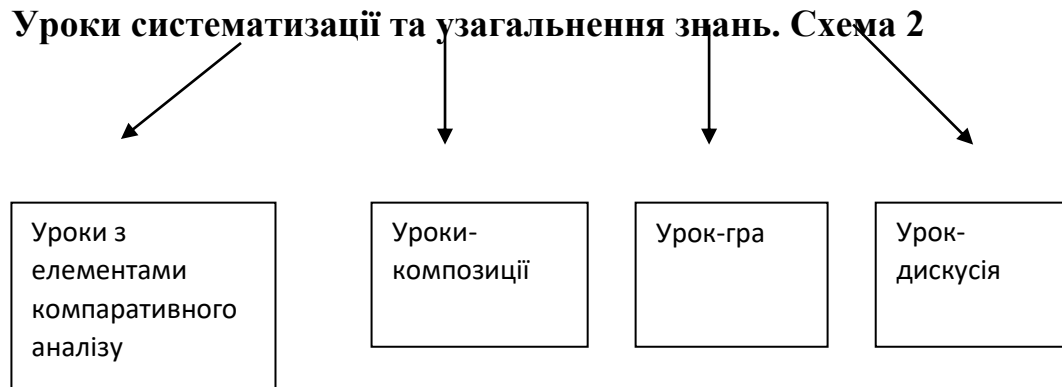 Уроки систематизації та узагальнення знань. Схема 2
Уроки з
елементами
компаративного
аналізу
Уроки-
композиції
Урок-гра
Урок-
дискусія